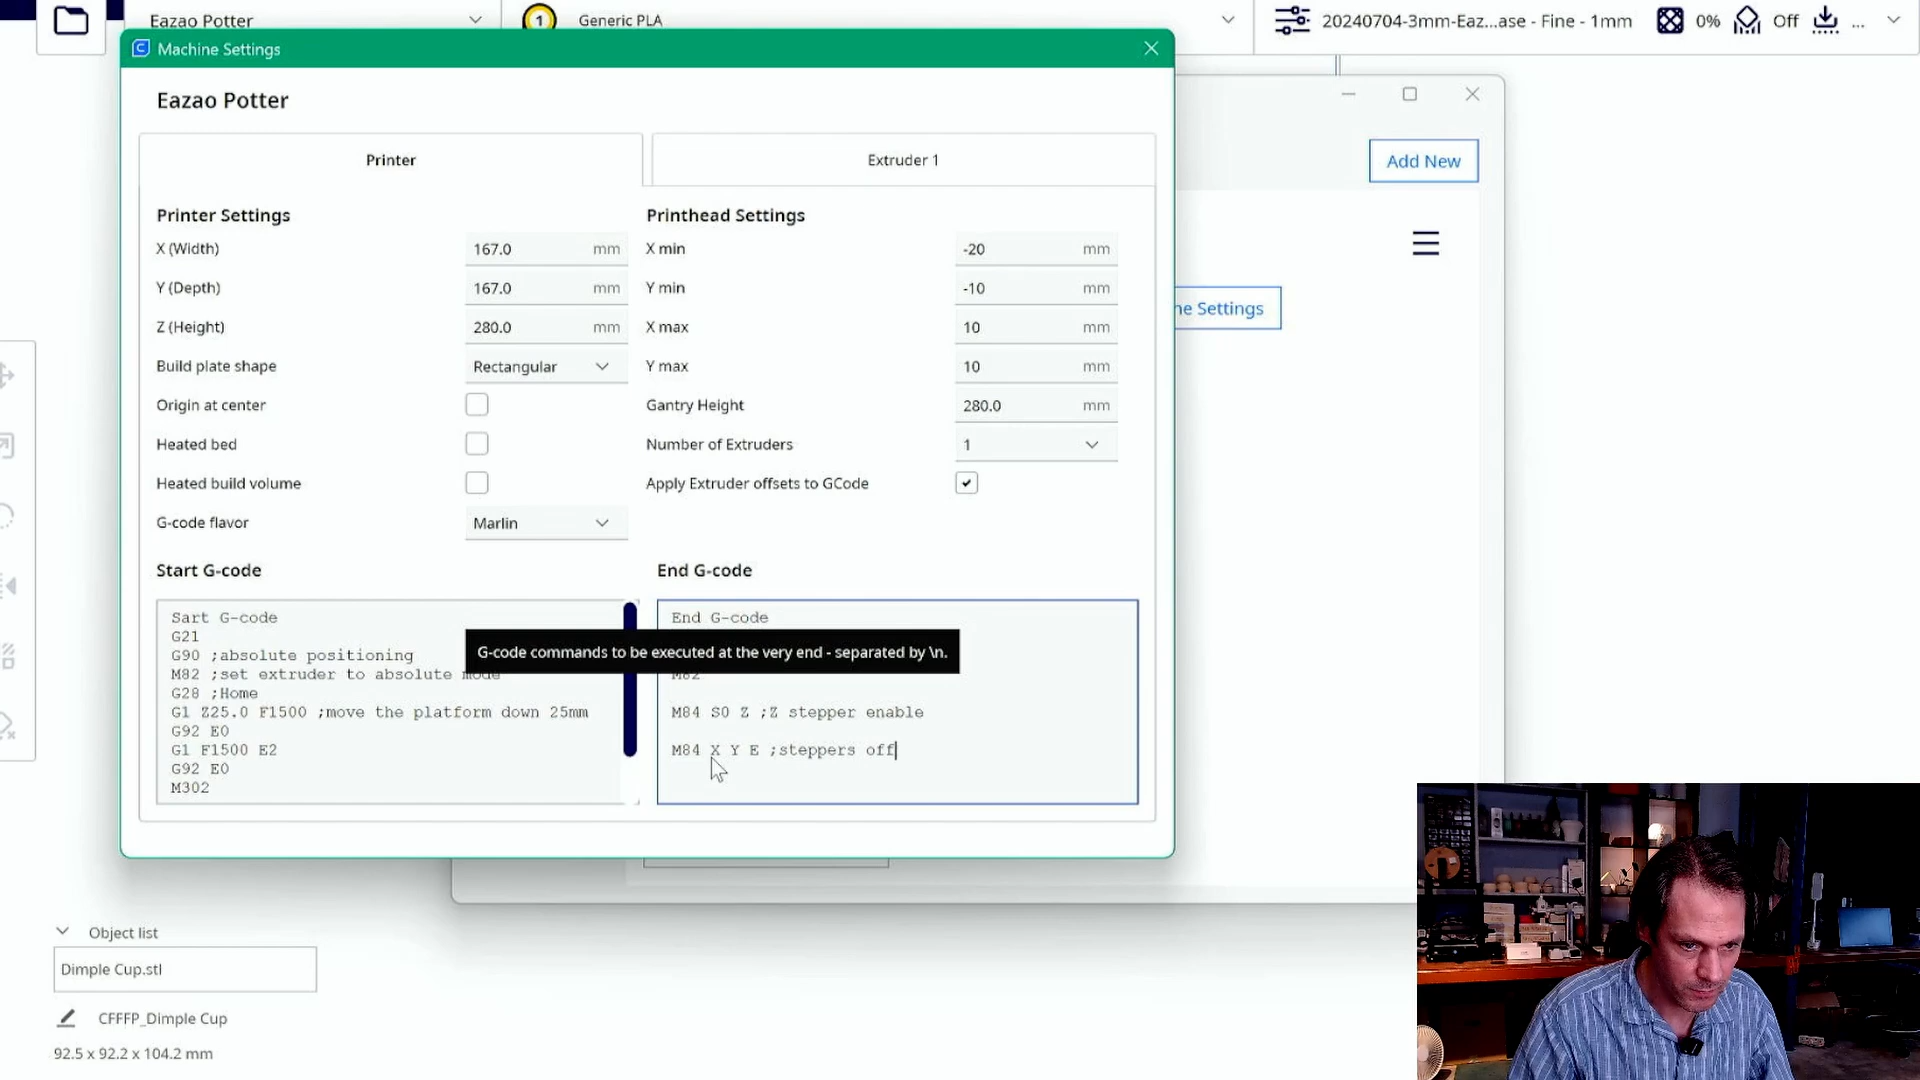 Eazao Potter
1
Generic PLA
20240704-3mm-Eaz...ase - Fine - 1mm
0%
Off
...
Machine Settings
Eazao Potter
Add New
Printer
Extruder 1
Printer Settings
Printhead Settings
X (Width)
167.0 mm
X min
-20 mm
Y (Depth)
167.0 mm
Y min
-10 mm
ne Settings
Z (Height)
280.0 mm
X max
10 mm
Build plate shape
Rectangular
Y max
10 mm
Origin at center
Gantry Height
280.0 mm
Heated bed
Number of Extruders
1
Heated build volume
Apply Extruder offsets to GCode
G-code flavor
Marlin
Start G-code
Sart G-code
G21
G90 ;absolute positioning
M82 ;set extruder to absolute mode
G28 ;Home
G1 Z25.0 F1500 ;move the platform down 25mm
G92 E0
G1 F1500 E2
G92 E0
M302
End G-code
End G-code
G-code commands to be executed at the very end - separated by \n.
M82
M84 S0 Z ;Z stepper enable
M84 X Y E ;steppers off
Object list
Dimple Cup.stl
CFFFP_Dimple Cup
92.5 x 92.2 x 104.2 mm